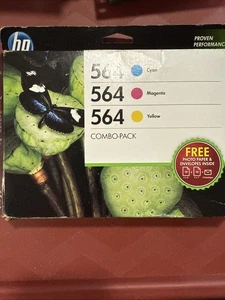 hp
PROVEN
PERFORMANCE
564 Cyan
564 Magenta
564 Yellow
COMBO-PACK
FREE
PHOTO PAPER &
ENVELOPES INSIDE